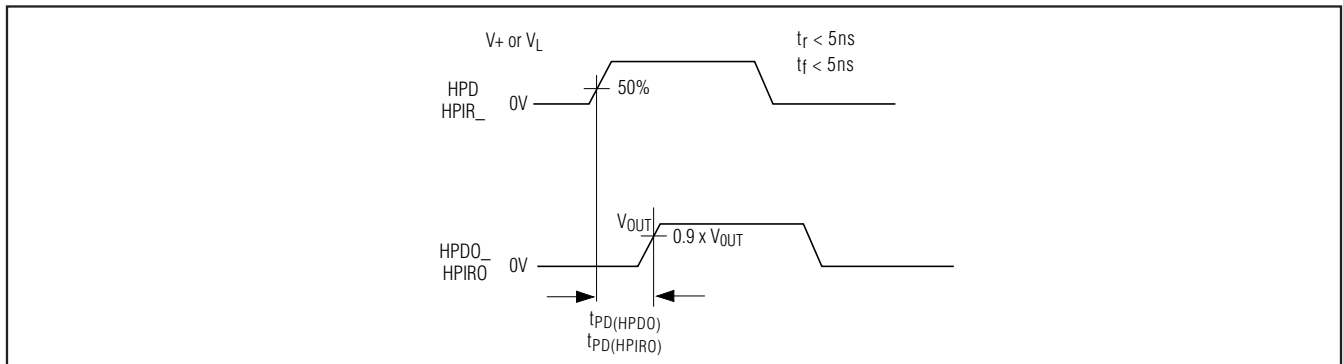 V+ or VL
tr < 5ns
tf < 5ns
HPD
HPIR_
0V
50%
VOUT
0.9 x VOUT
HPDO_
HPIRO
0V
tPD(HPDO)
tPD(HPIRO)